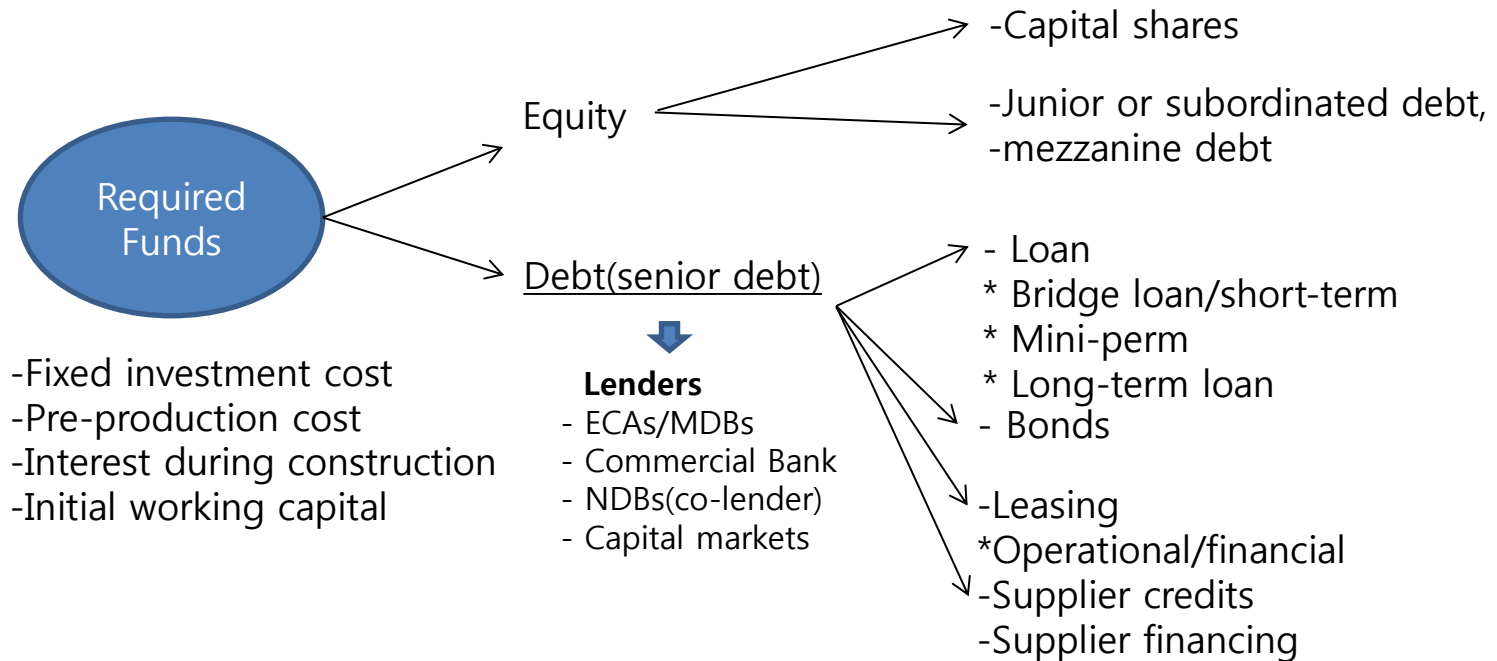 Required
Funds
-Fixed investment cost
-Pre-production cost
-Interest during construction
-Initial working capital
Equity
Debt(senior debt)
Lenders
- ECAs/MDBs
- Commercial Bank
- NDBs(co-lender)
- Capital markets
-Capital shares
-Junior or subordinated debt,
-mezzanine debt
- Loan
* Bridge loan/short-term
* Mini-perm
* Long-term loan
- Bonds
-Leasing
*Operational/financial
-Supplier credits
-Supplier financing